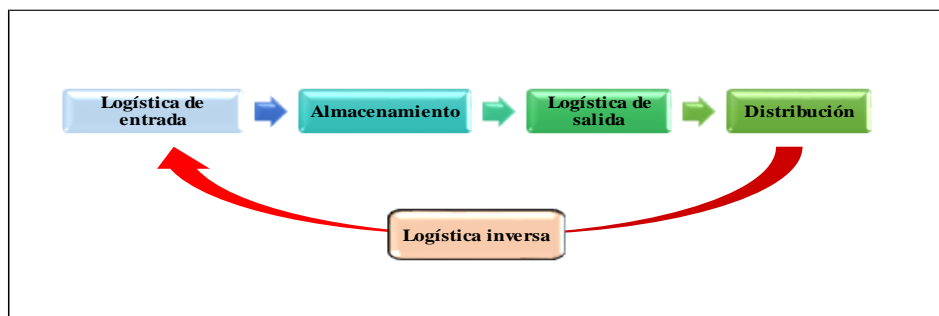 Logística de
entrada
Almacenamiento
Logística de
salida
Distribución
Logística inversa